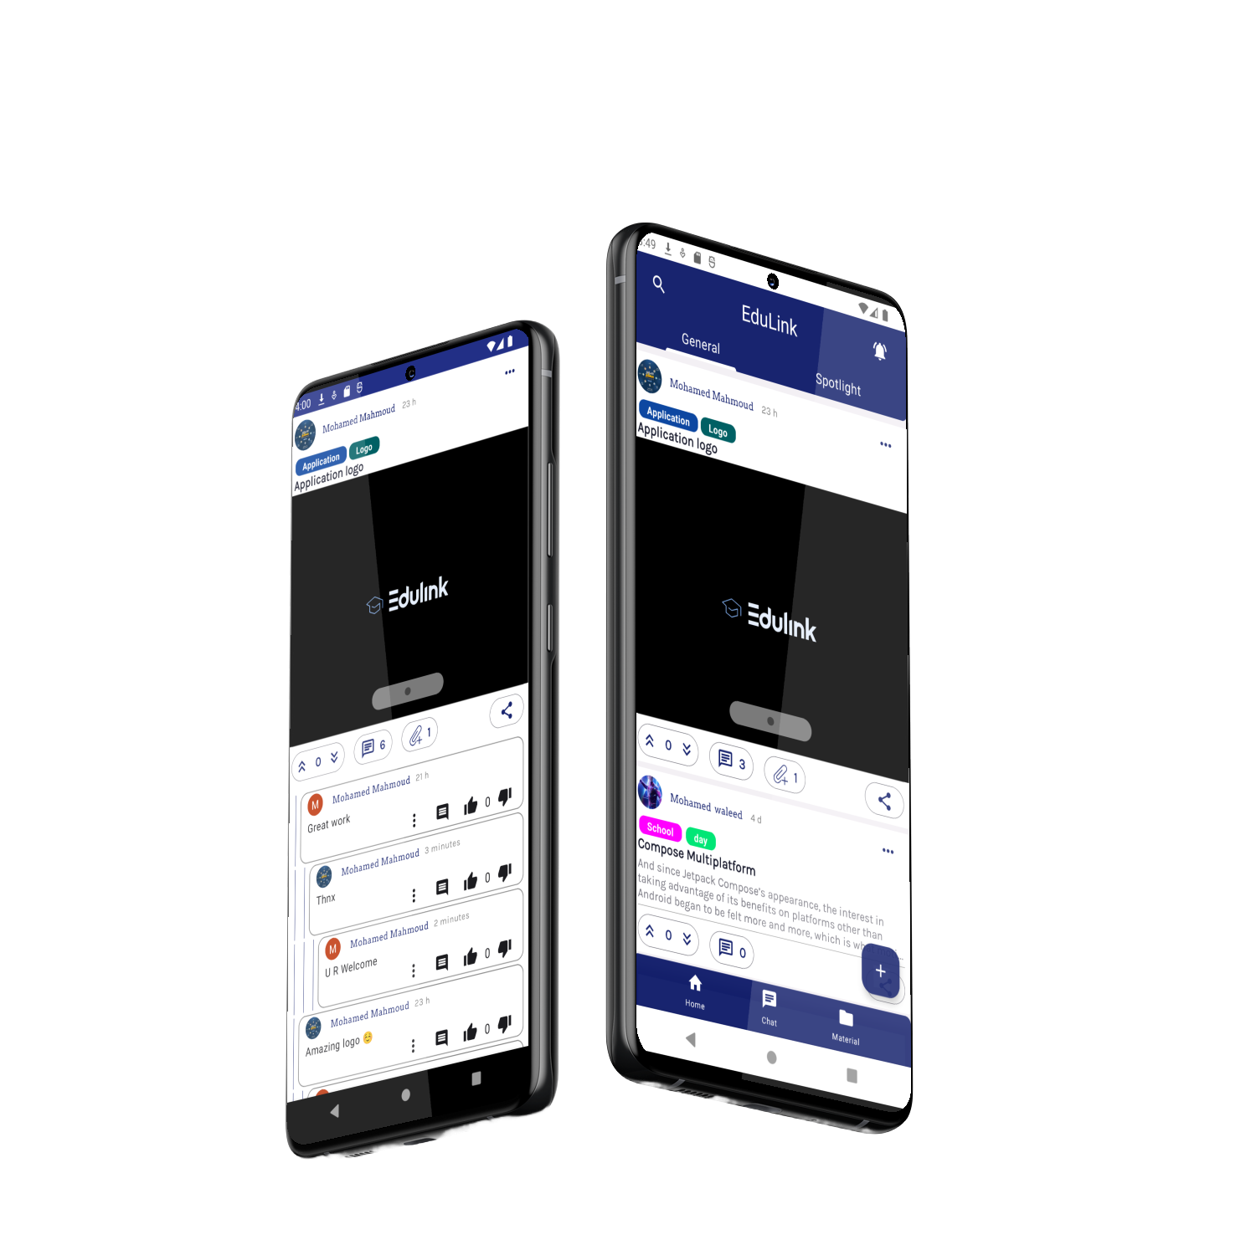 4:00
Mohamed Mahmoud 23 h
Application Logo
Application logo
Edulink
0 6 1
M Mohamed Mahmoud 21 h
Great work
0
Mohamed Mahmoud 3 minutes
Thnx
0
M Mohamed Mahmoud 2 minutes
U R Welcome
0
Mohamed Mahmoud 23 h
Amazing logo ☺️
0
:49
EduLink
General Spotlight
Mohamed Mahmoud 23 h
Application Logo
Application logo
Edulink
0 3 1
Mohamed waleed 4 d
School day
Compose Multiplatform
And since Jetpack Compose's appearance, the interest in
taking advantage of its benefits on platforms other than
Android began to be felt more and more, which is
0 0
+
Home Chat Material